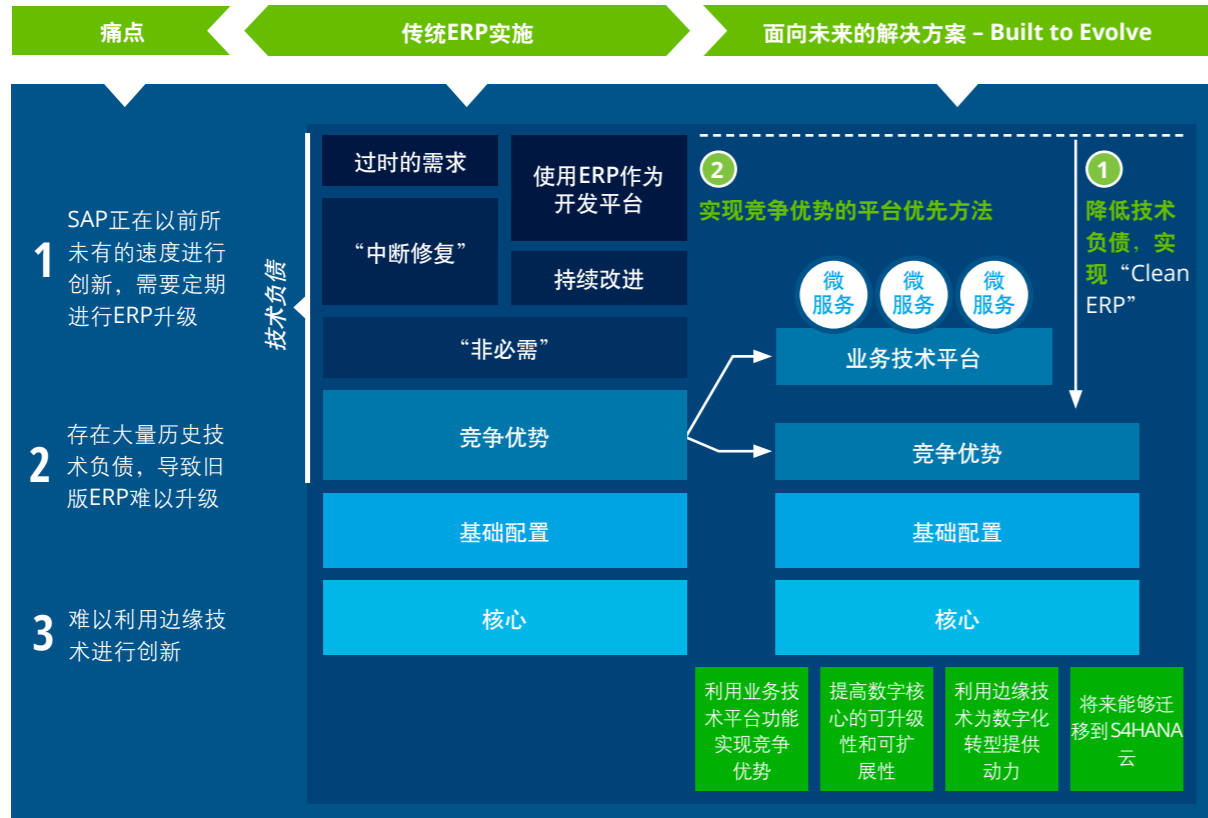 痛点
传统ERP实施
面向未来的解决方案 – Built to Evolve
1
SAP正在以前所
未有的速度进行
创新，需要定期
进行ERP升级
2
存在大量历史技
术负债，导致旧
版ERP难以升级
3
难以利用边缘技
术进行创新
技术负债
过时的需求
使用ERP作为
开发平台
“中断修复”
持续改进
“非必需”
竞争优势
基础配置
核心
2
实现竞争优势的平台优先方法
微
服务
微
服务
微
服务
业务技术平台
竞争优势
基础配置
核心
1
降低技术
负债，实
现“Clean
ERP”
利用业务技
术平台功能
实现竞争
优势
提高数字核
心的可升级
性和可扩
展性
利用边缘技
术为数字化
转型提供
动力
将来能够迁
移到S4HANA
云